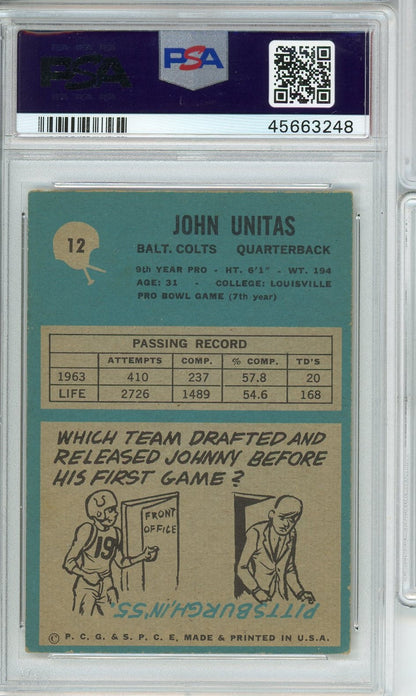 PSA
PSA
45663248
12
JOHN UNITAS
BALT. COLTS QUARTERBACK
9th YEAR PRO - HT. 6'1" - WT. 194
AGE: 31 - COLLEGE: LOUISVILLE
PRO BOWL GAME (7th year)
PASSING RECORD
ATTEMPTS COMP. % COMP. TD'S
1963 410 237 57.8 20
LIFE 2726 1489 54.6 168
WHICH TEAM DRAFTED AND
RELEASED JOHNNY BEFORE
HIS FIRST GAME?
FRONT
OFFICE
19
PITTSBURGH, IN '55.
© P. C. G. & S. P. C. E, MADE & PRINTED IN U.S.A.